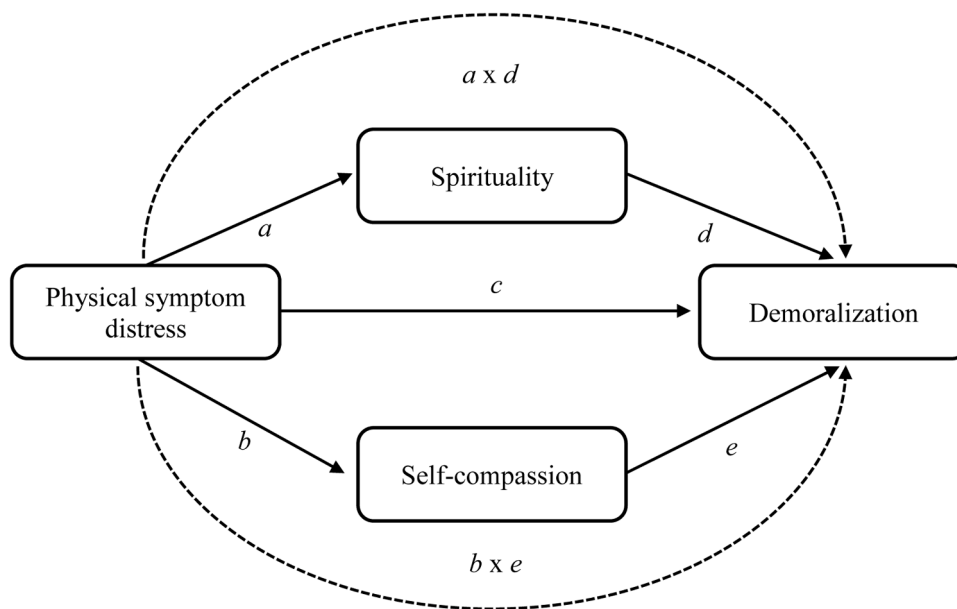 a x d
Spirituality
a
d
Physical symptom
distress
c
Demoralization
b
Self-compassion
e
b x e